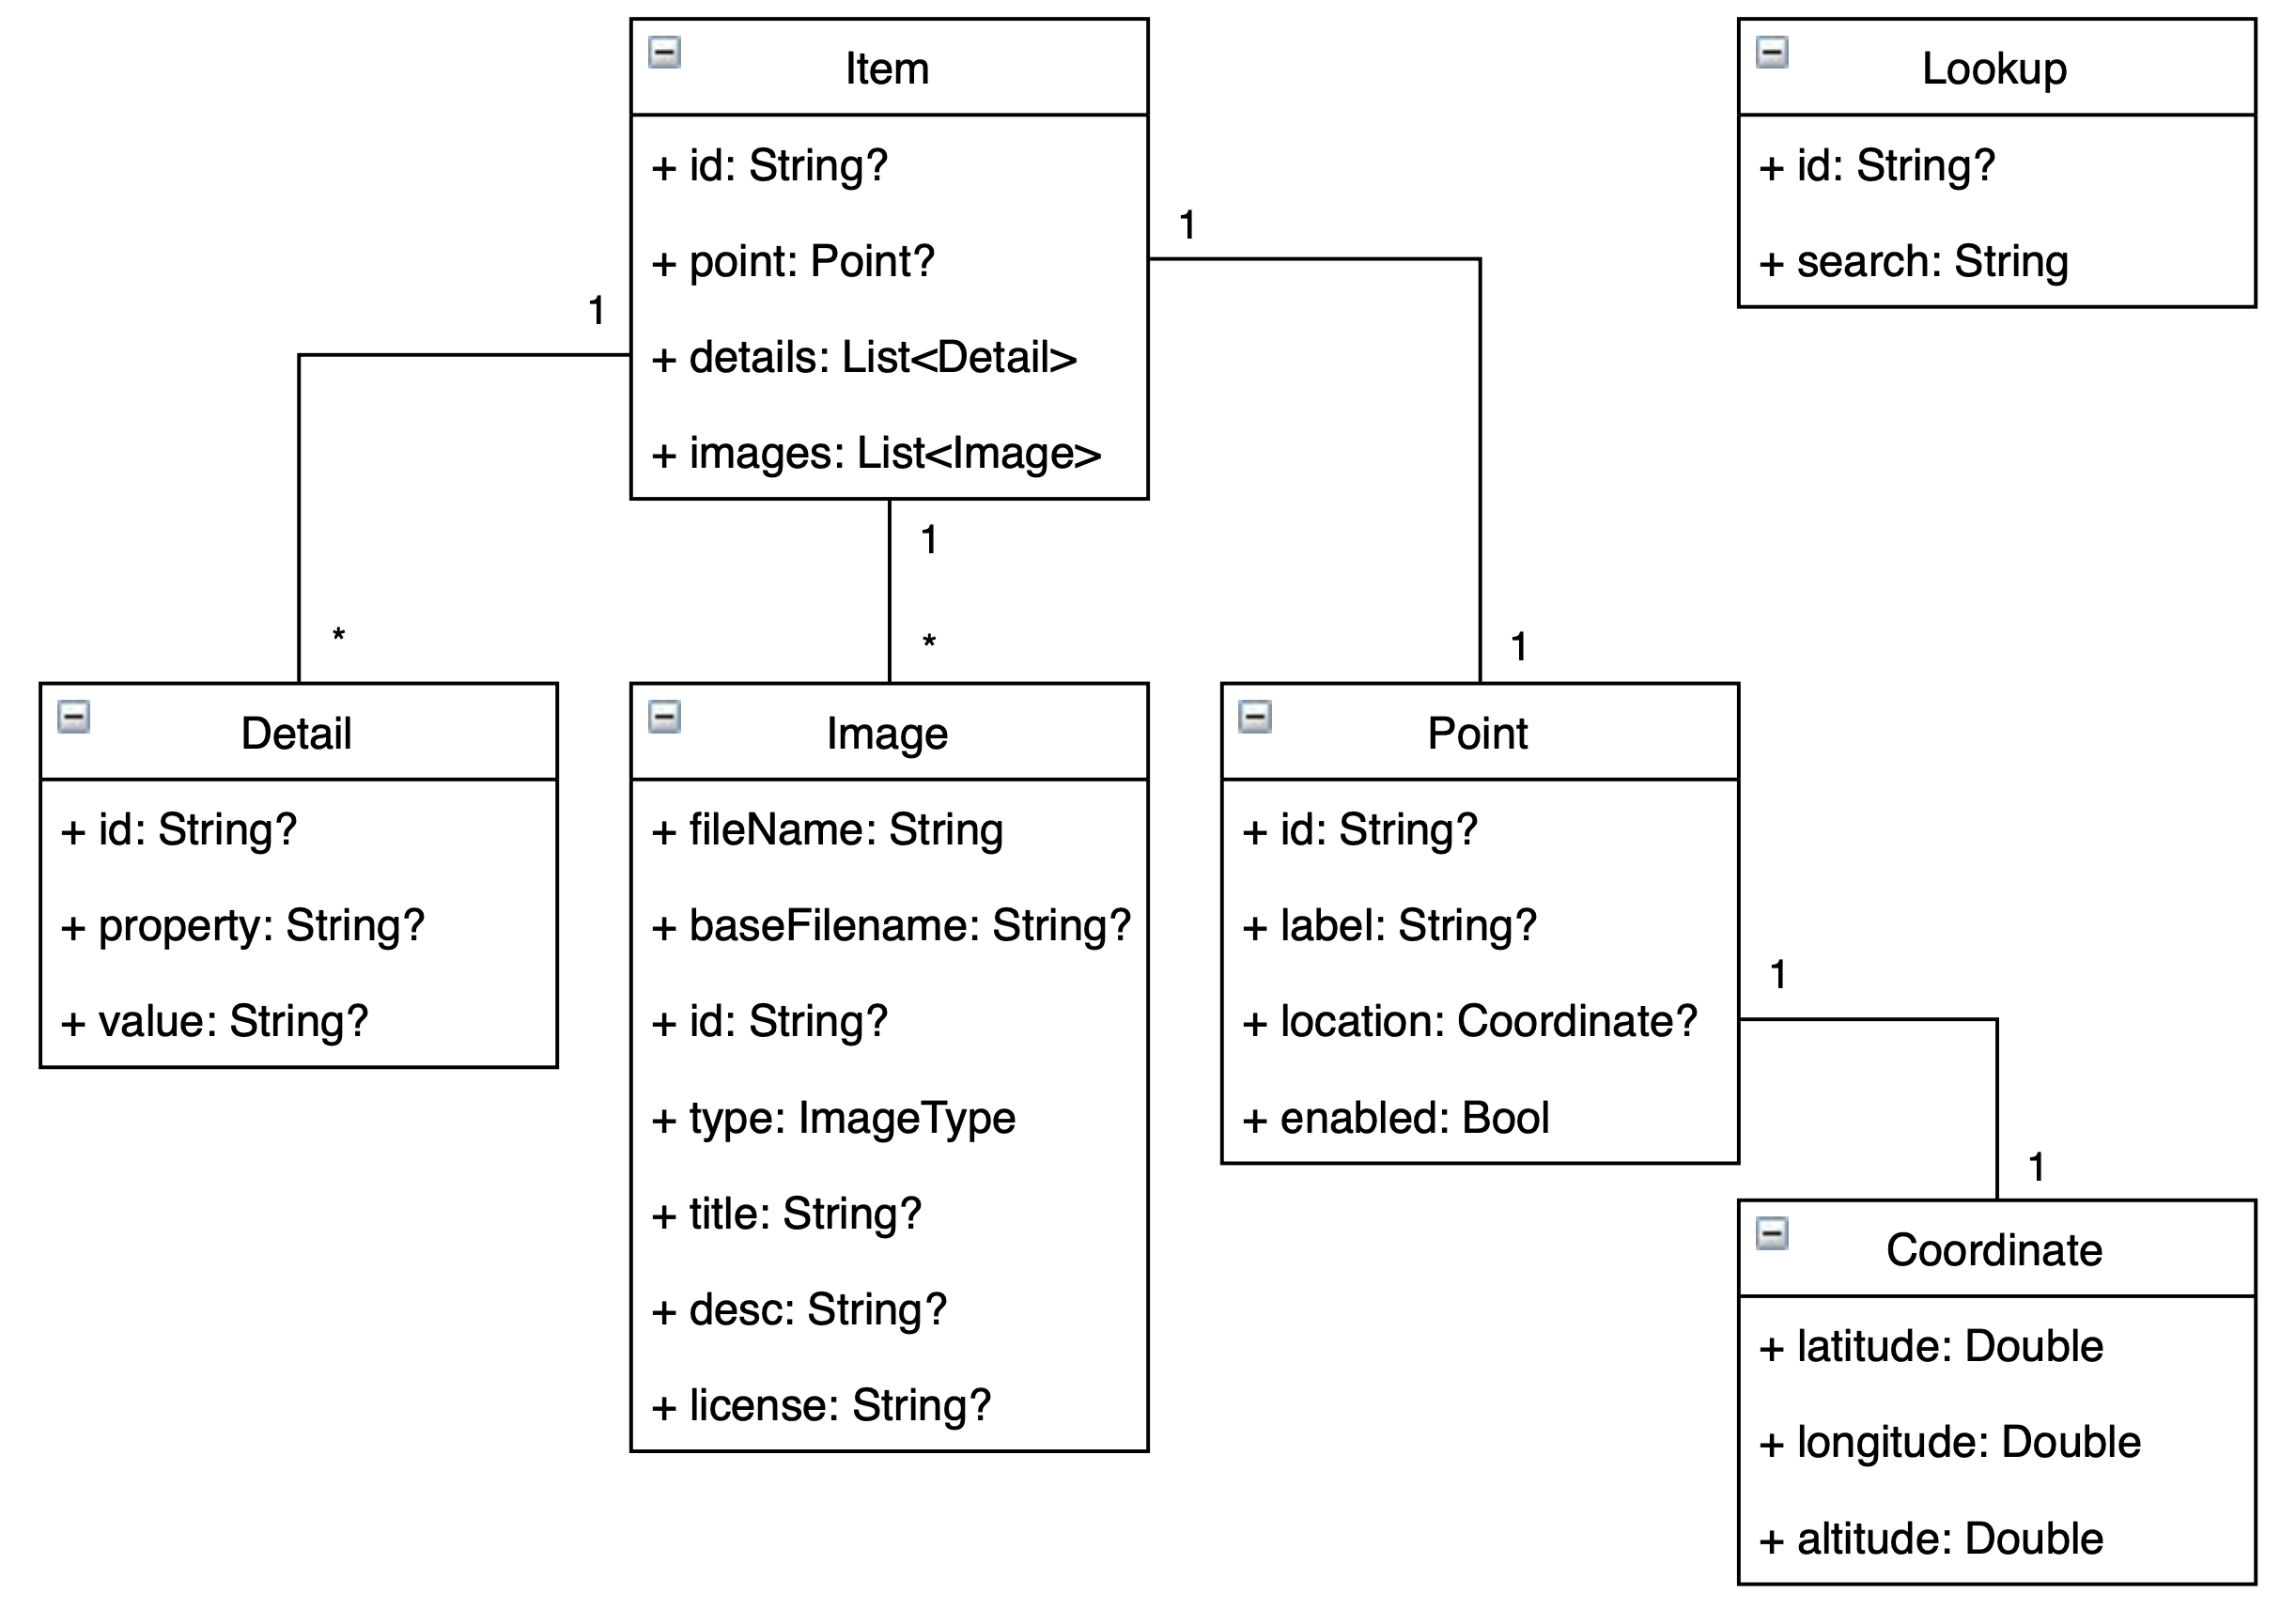 Item
+ id: String?
+ point: Point?
+ details: List<Detail>
+ images: List<Image>
Lookup
+ id: String?
+ search: String
1
1
1
*
*
1
Detail
+ id: String?
+ property: String?
+ value: String?
Image
+ fileName: String
+ baseFilename: String?
+ id: String?
+ type: ImageType
+ title: String?
+ desc: String?
+ license: String?
Point
+ id: String?
+ label: String?
+ location: Coordinate?
+ enabled: Bool
1
1
Coordinate
+ latitude: Double
+ longitude: Double
+ altitude: Double